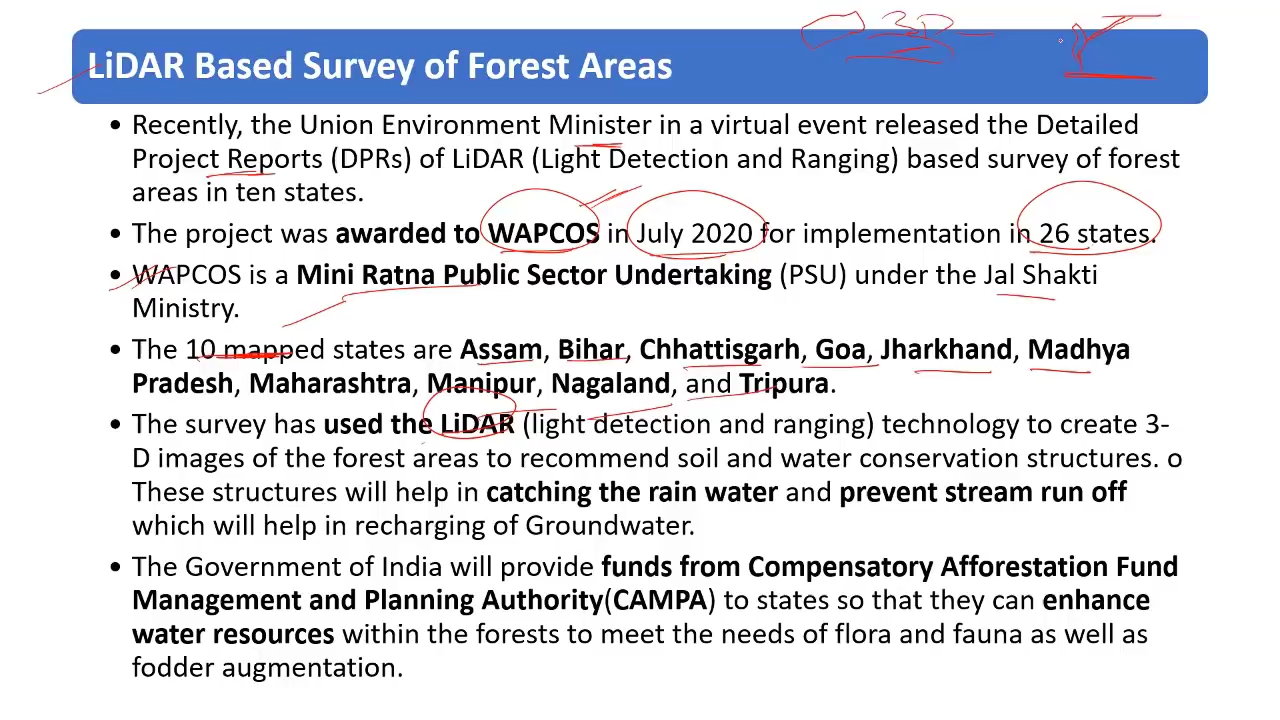 3D
LiDAR Based Survey of Forest Areas
• Recently, the Union Environment Minister in a virtual event released the Detailed
Project Reports (DPRs) of LiDAR (Light Detection and Ranging) based survey of forest
areas in ten states.
• The project was awarded to WAPCOS in July 2020 for implementation in 26 states.
• WAPCOS is a Mini Ratna Public Sector Undertaking (PSU) under the Jal Shakti
Ministry.
• The 10 mapped states are Assam, Bihar, Chhattisgarh, Goa, Jharkhand, Madhya
Pradesh, Maharashtra, Manipur, Nagaland, and Tripura.
• The survey has used the LiDAR (light detection and ranging) technology to create 3-
D images of the forest areas to recommend soil and water conservation structures. o
These structures will help in catching the rain water and prevent stream run off
which will help in recharging of Groundwater.
• The Government of India will provide funds from Compensatory Afforestation Fund
Management and Planning Authority(CAMPA) to states so that they can enhance
water resources within the forests to meet the needs of flora and fauna as well as
fodder augmentation.